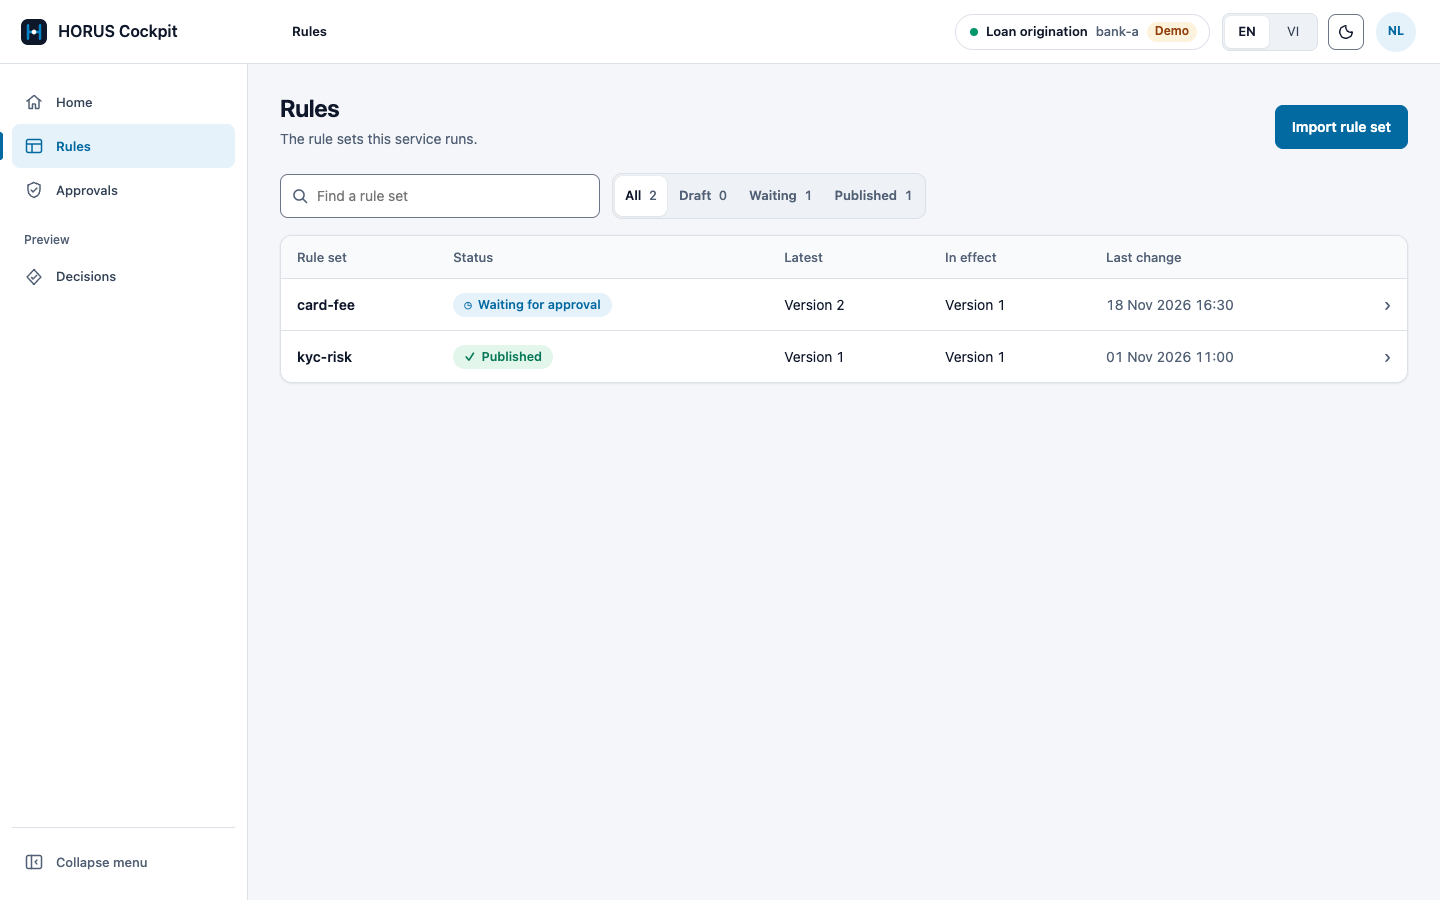 HORUS Cockpit
Rules
Loan origination bank-a Demo
EN VI
NL
Home
Rules
Approvals
Preview
Decisions
Collapse menu
Rules
The rule sets this service runs.
Import rule set
Find a rule set
All 2 Draft 0 Waiting 1 Published 1
Rule set Status Latest In effect Last change
card-fee Waiting for approval Version 2 Version 1 18 Nov 2026 16:30
kyc-risk Published Version 1 Version 1 01 Nov 2026 11:00